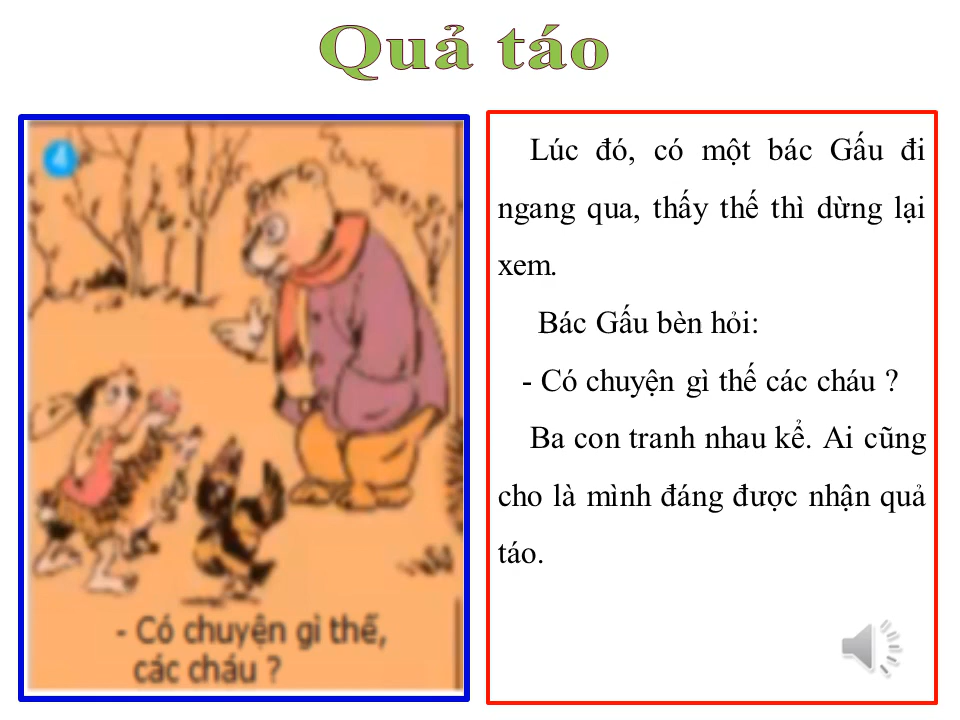 Quả táo
4
- Có chuyện gì thế,
các cháu ?
Lúc đó, có một bác Gấu đi
ngang qua, thấy thế thì dừng lại
xem.
Bác Gấu bèn hỏi:
- Có chuyện gì thế các cháu ?
Ba con tranh nhau kể. Ai cũng
cho là mình đáng được nhận quả
táo.